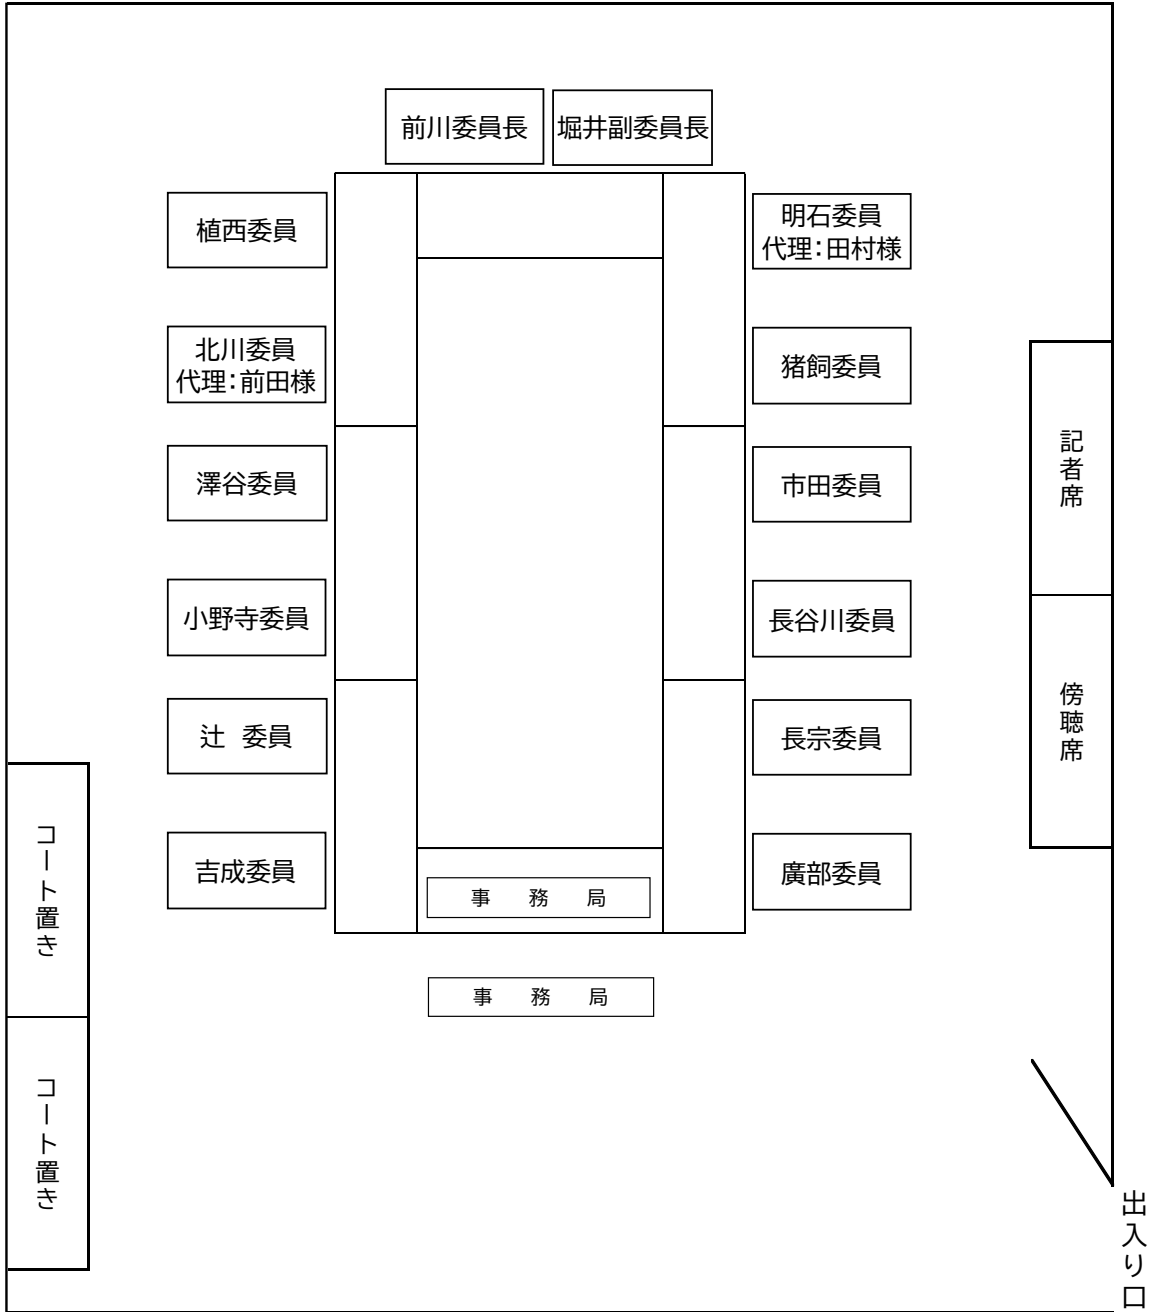 前川委員長
堀井副委員長
植西委員
明石委員
代理：田村様
北川委員
代理：前田様
猪飼委員
澤谷委員
市田委員
小野寺委員
長谷川委員
辻 委員
長宗委員
吉成委員
廣部委員
記者席
傍聴席
事 務 局
事 務 局
コート置き
コート置き
出入り口